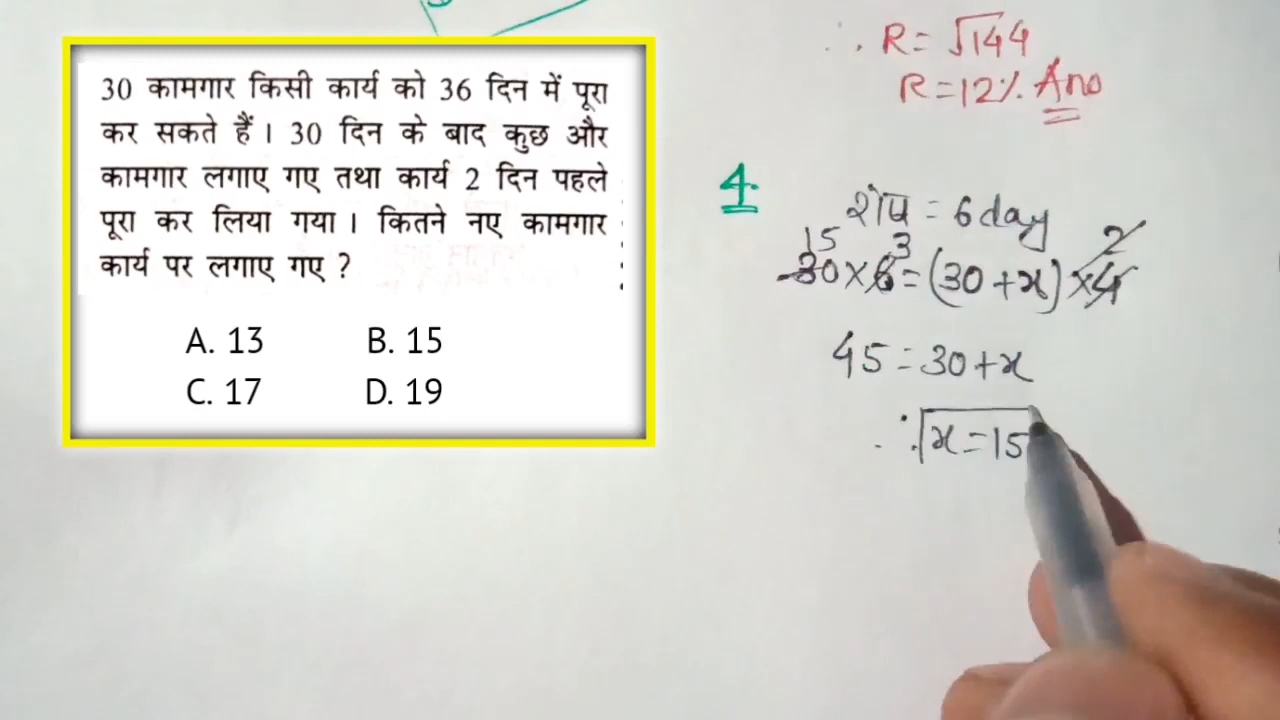 30 कामगार किसी कार्य को 36 दिन में पूरा
कर सकते हैं । 30 दिन के बाद कुछ और
कामगार लगाए गए तथा कार्य 2 दिन पहले
पूरा कर लिया गया । कितने नए कामगार
कार्य पर लगाए गए ?
A. 13 B. 15
C. 17 D. 19
∴ R = √144
R = 12% Ans
4.
शेष = 6 day
15 3 2
30 × 6 = (30 + x) × 4
45 = 30 + x
∴ x = 15